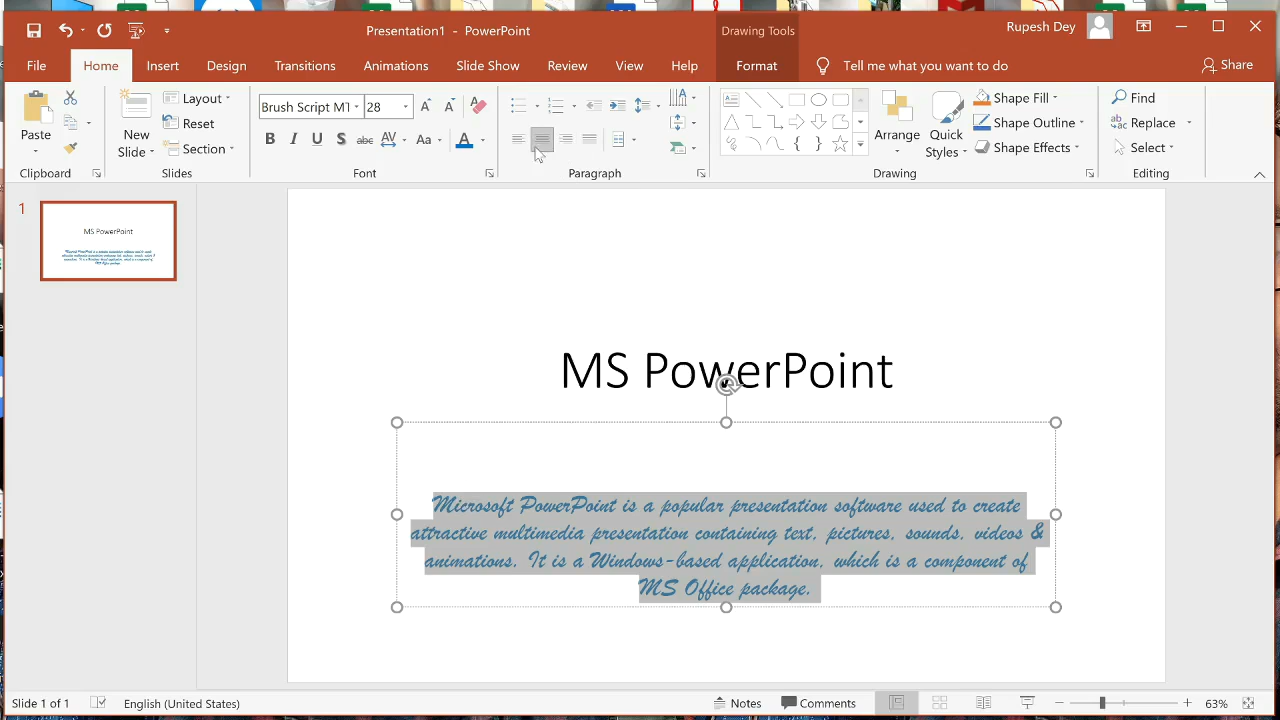 Presentation1 - PowerPoint
Drawing Tools
Rupesh Dey
File Home Insert Design Transitions Animations Slide Show Review View Help Format Tell me what you want to do Share
Paste
New Slide
Layout
Reset
Section
Brush Script MT 28
B I U S abc AV Aa A
Arrange
Quick Styles
Shape Fill
Shape Outline
Shape Effects
Find
Replace
Select
Clipboard Slides Font Paragraph Drawing Editing
1
MS PowerPoint
MS PowerPoint
Microsoft PowerPoint is a popular presentation software used to create
attractive multimedia presentation containing text, pictures, sounds, videos &
animations. It is a Windows-based application, which is a component of
MS Office package.
Slide 1 of 1 English (United States) Notes Comments 63%